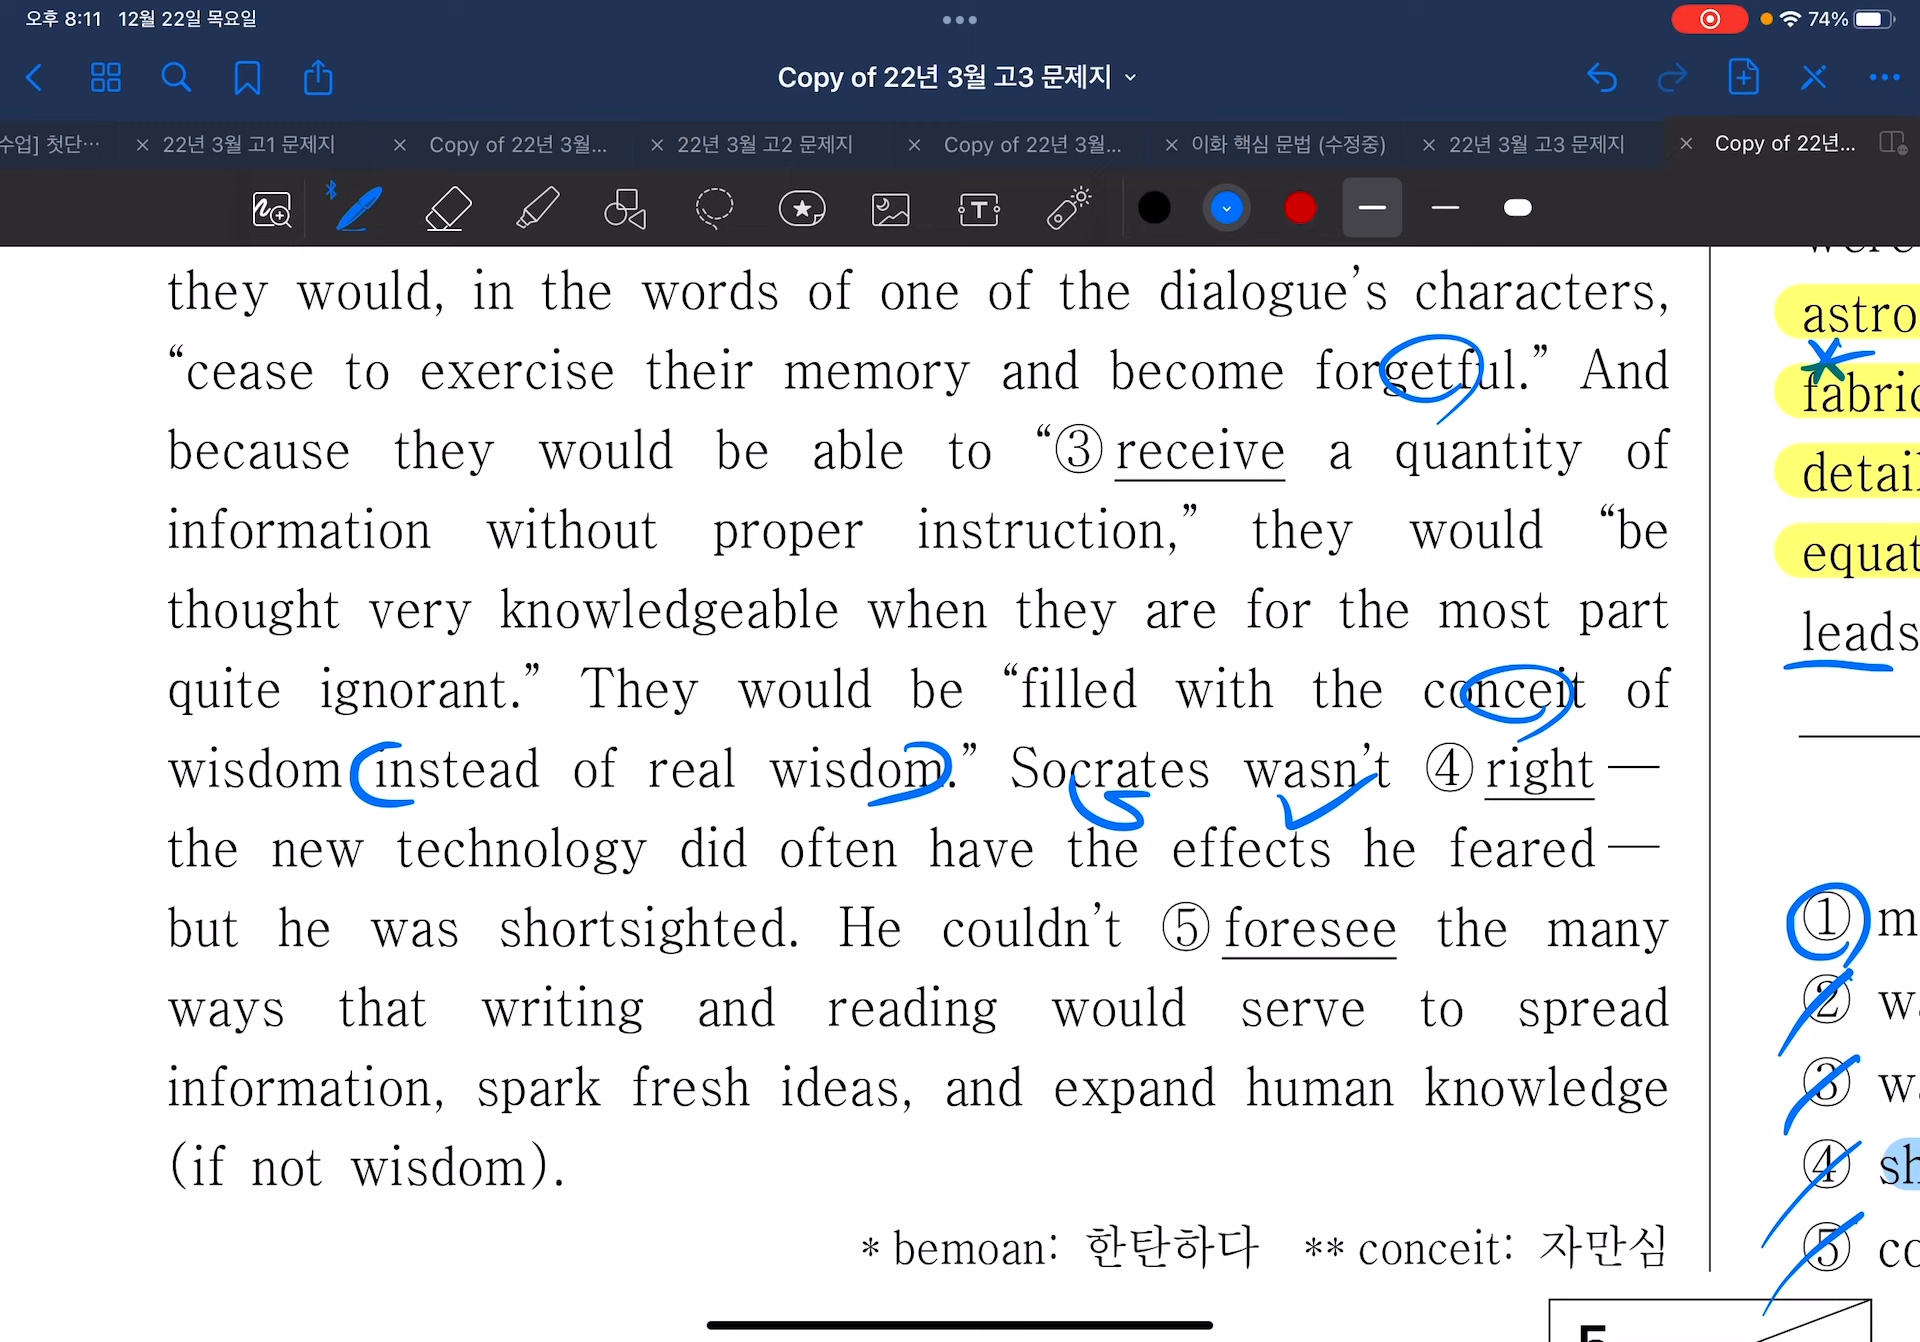 오후 8:11 12월 22일 목요일
74%
Copy of 22년 3월 고3 문제지
수업] 첫단…
22년 3월 고1 문제지
Copy of 22년 3월...
22년 3월 고2 문제지
Copy of 22년 3월...
이화 핵심 문법 (수정중)
22년 3월 고3 문제지
Copy of 22년...
they would, in the words of one of the dialogue’s characters,
“cease to exercise their memory and become forgetful.” And
because they would be able to “③ receive a quantity of
information without proper instruction,” they would “be
thought very knowledgeable when they are for the most part
quite ignorant.” They would be “filled with the conceit of
wisdom instead of real wisdom.” Socrates wasn’t ④ right —
the new technology did often have the effects he feared —
but he was shortsighted. He couldn’t ⑤ foresee the many
ways that writing and reading would serve to spread
information, spark fresh ideas, and expand human knowledge
(if not wisdom).
* bemoan: 한탄하다 ** conceit: 자만심
astro
fabric
detail
equat
leads
① m
② wa
③ wa
④ sh
⑤ co
5